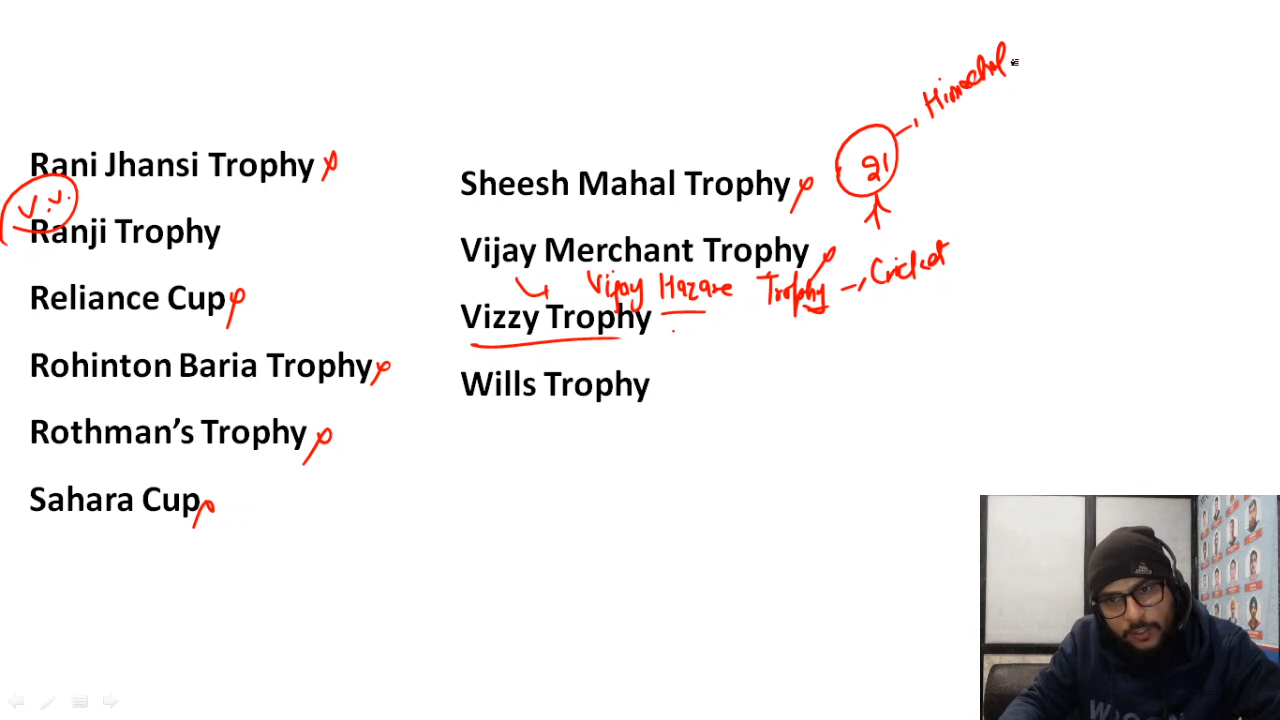 Rani Jhansi Trophy
V.V.
Ranji Trophy
Reliance Cup
Rohinton Baria Trophy
Rothman’s Trophy
Sahara Cup
Himachal
21
Sheesh Mahal Trophy
Vijay Merchant Trophy
Vijay Hazare Trophy – Cricket
Vizzy Trophy
Wills Trophy